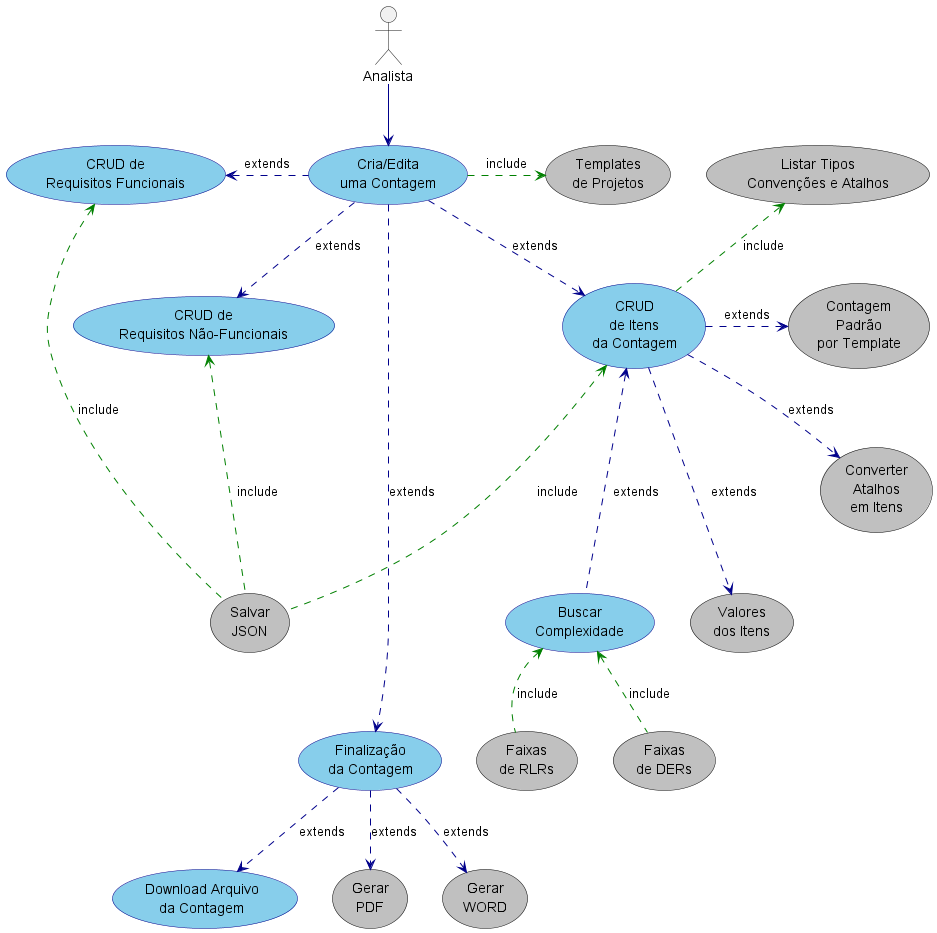 Analista
CRUD de
Requisitos Funcionais
extends
Cria/Edita
uma Contagem
include
Templates
de Projetos
Listar Tipos
Convenções e Atalhos
extends
extends
include
CRUD de
Requisitos Não-Funcionais
CRUD
de Itens
da Contagem
extends
Contagem
Padrão
por Template
include
extends
Converter
Atalhos
em Itens
include
extends
include
extends
extends
Salvar
JSON
Buscar
Complexidade
Valores
dos Itens
include
include
Finalização
da Contagem
Faixas
de RLRs
Faixas
de DERs
extends
extends
extends
Download Arquivo
da Contagem
Gerar
PDF
Gerar
WORD